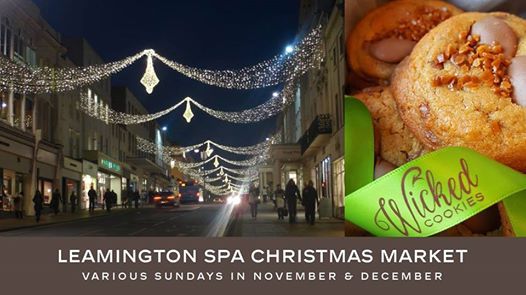 Wicked
COOKIES
LEAMINGTON SPA CHRISTMAS MARKET
VARIOUS SUNDAYS IN NOVEMBER & DECEMBER